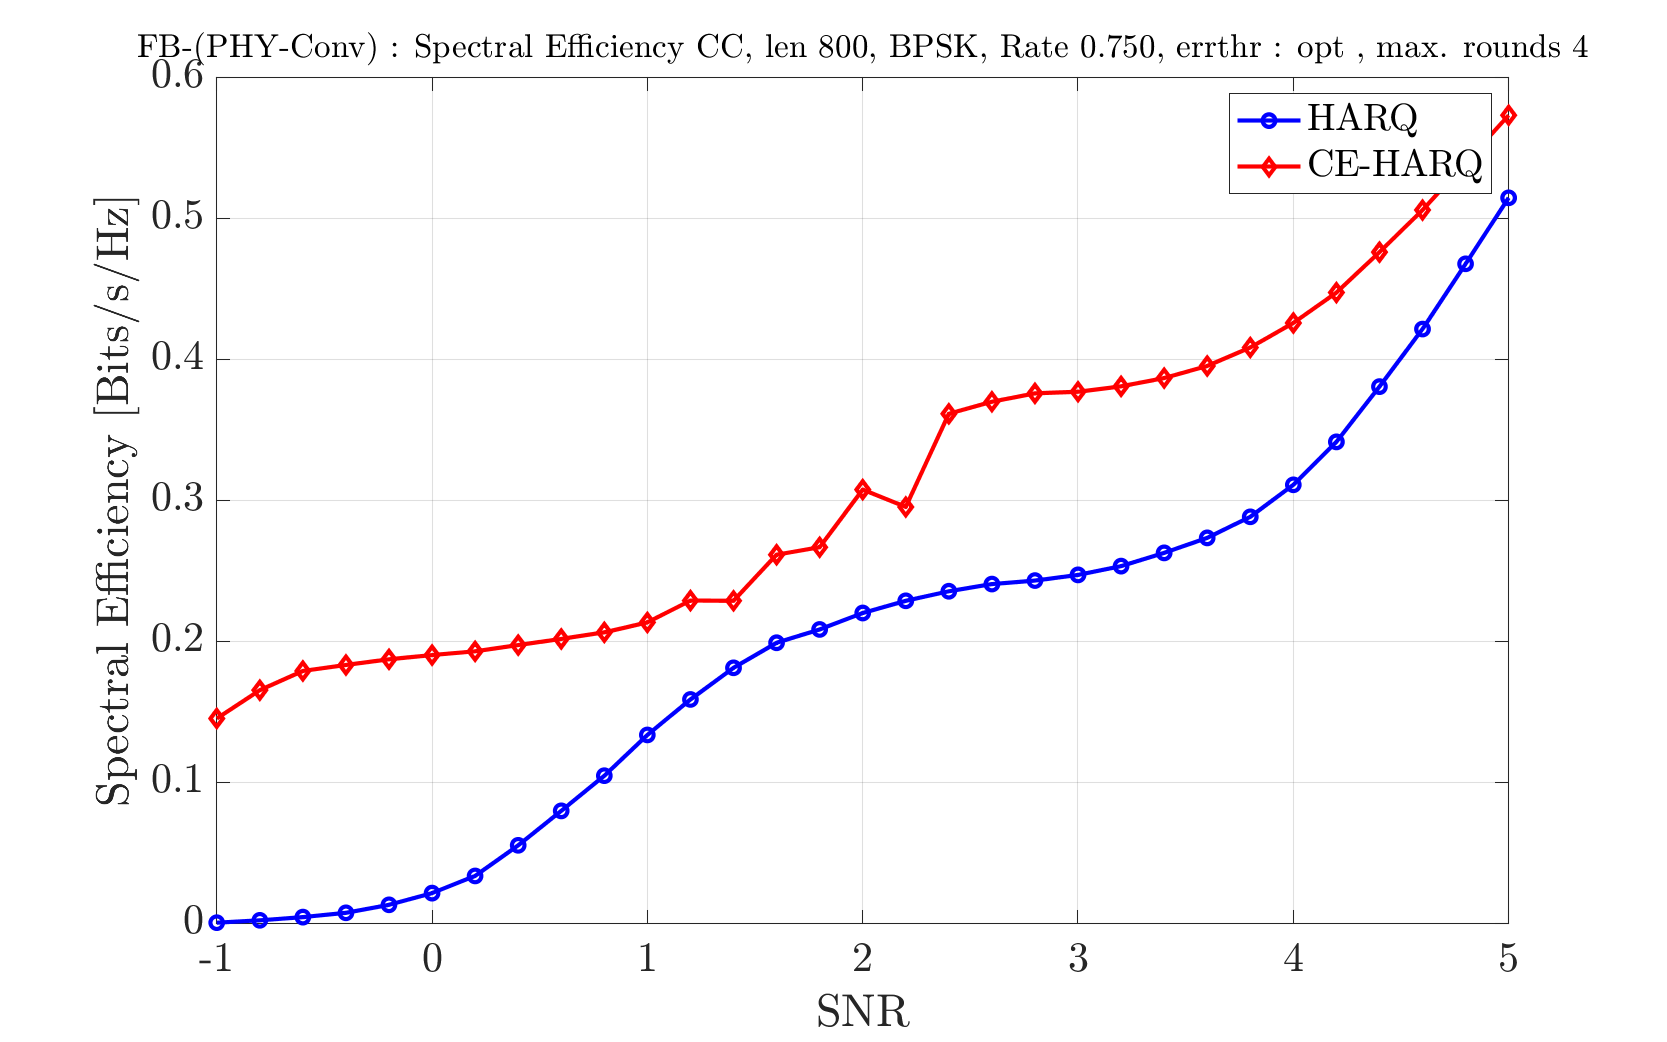 FB-(PHY-Conv) : Spectral Efficiency CC, len 800, BPSK, Rate 0.750, errthr : opt , max. rounds 4
HARQ
CE-HARQ
Spectral Efficiency [Bits/s/Hz]
0.6
0.5
0.4
0.3
0.2
0.1
0
-1 0 1 2 3 4 5
SNR